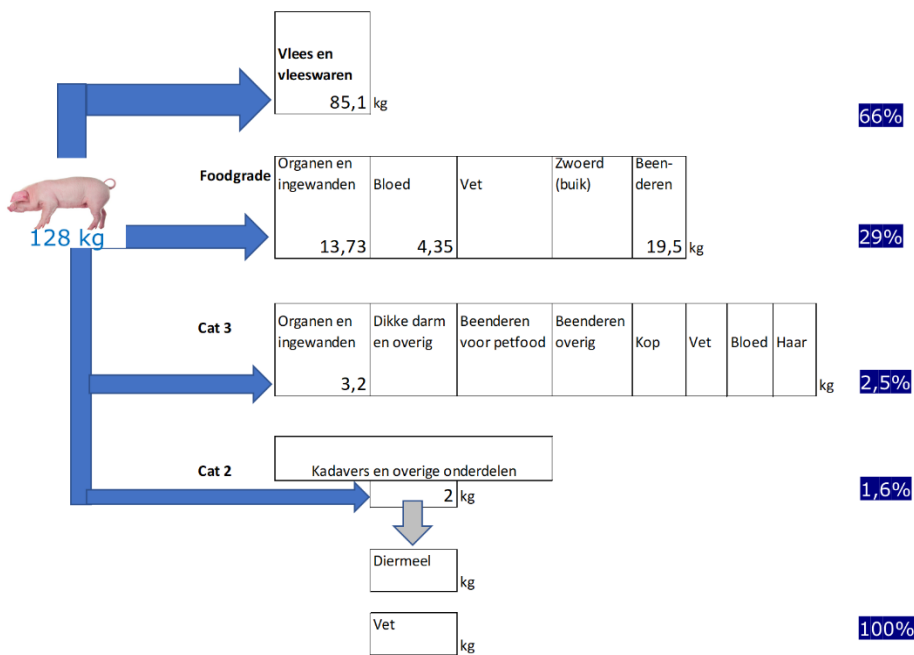 Vlees en
vleeswaren
85,1 kg
66%
Foodgrade
Organen en
ingewanden
Bloed
Vet
Zwoerd
(buik)
Been-
deren
128 kg
13,73
4,35
19,5 kg
29%
Cat 3
Organen en
ingewanden
Dikke darm
en overig
Beenderen
voor petfood
Beenderen
overig
Kop
Vet
Bloed
Haar
3,2
kg
2,5%
Cat 2
Kadavers en overige onderdelen
2 kg
1,6%
Diermeel
kg
Vet
kg
100%